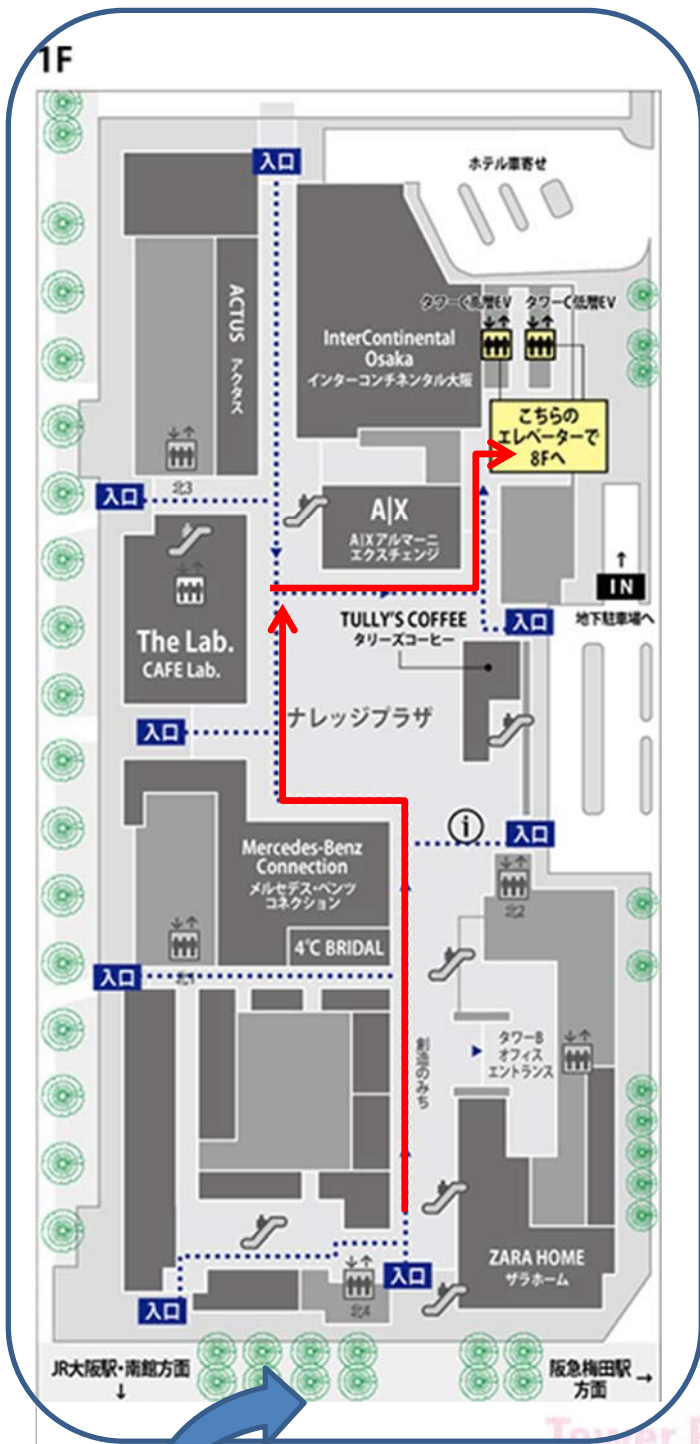 1F
入口
ホテル車寄せ
ACTUS アクタス
InterContinental
Osaka
インターコンチネンタル大阪
タワーC高層EV
タワーC低層EV
こちらの
エレベーターで
8Fへ
北3
入口
A|X
A|Xアルマーニ
エクスチェンジ
↑
IN
地下駐車場へ
The Lab.
CAFE Lab.
TULLY'S COFFEE
タリーズコーヒー
入口
入口
ナレッジプラザ
i
入口
Mercedes-Benz
Connection
メルセデス・ベンツ
コネクション
北2
4℃ BRIDAL
入口
創造のみち
タワーB
オフィス
エントランス
ZARA HOME
ザラホーム
入口
北4
入口
JR大阪駅・南館方面
↓
阪急梅田駅
方面 →